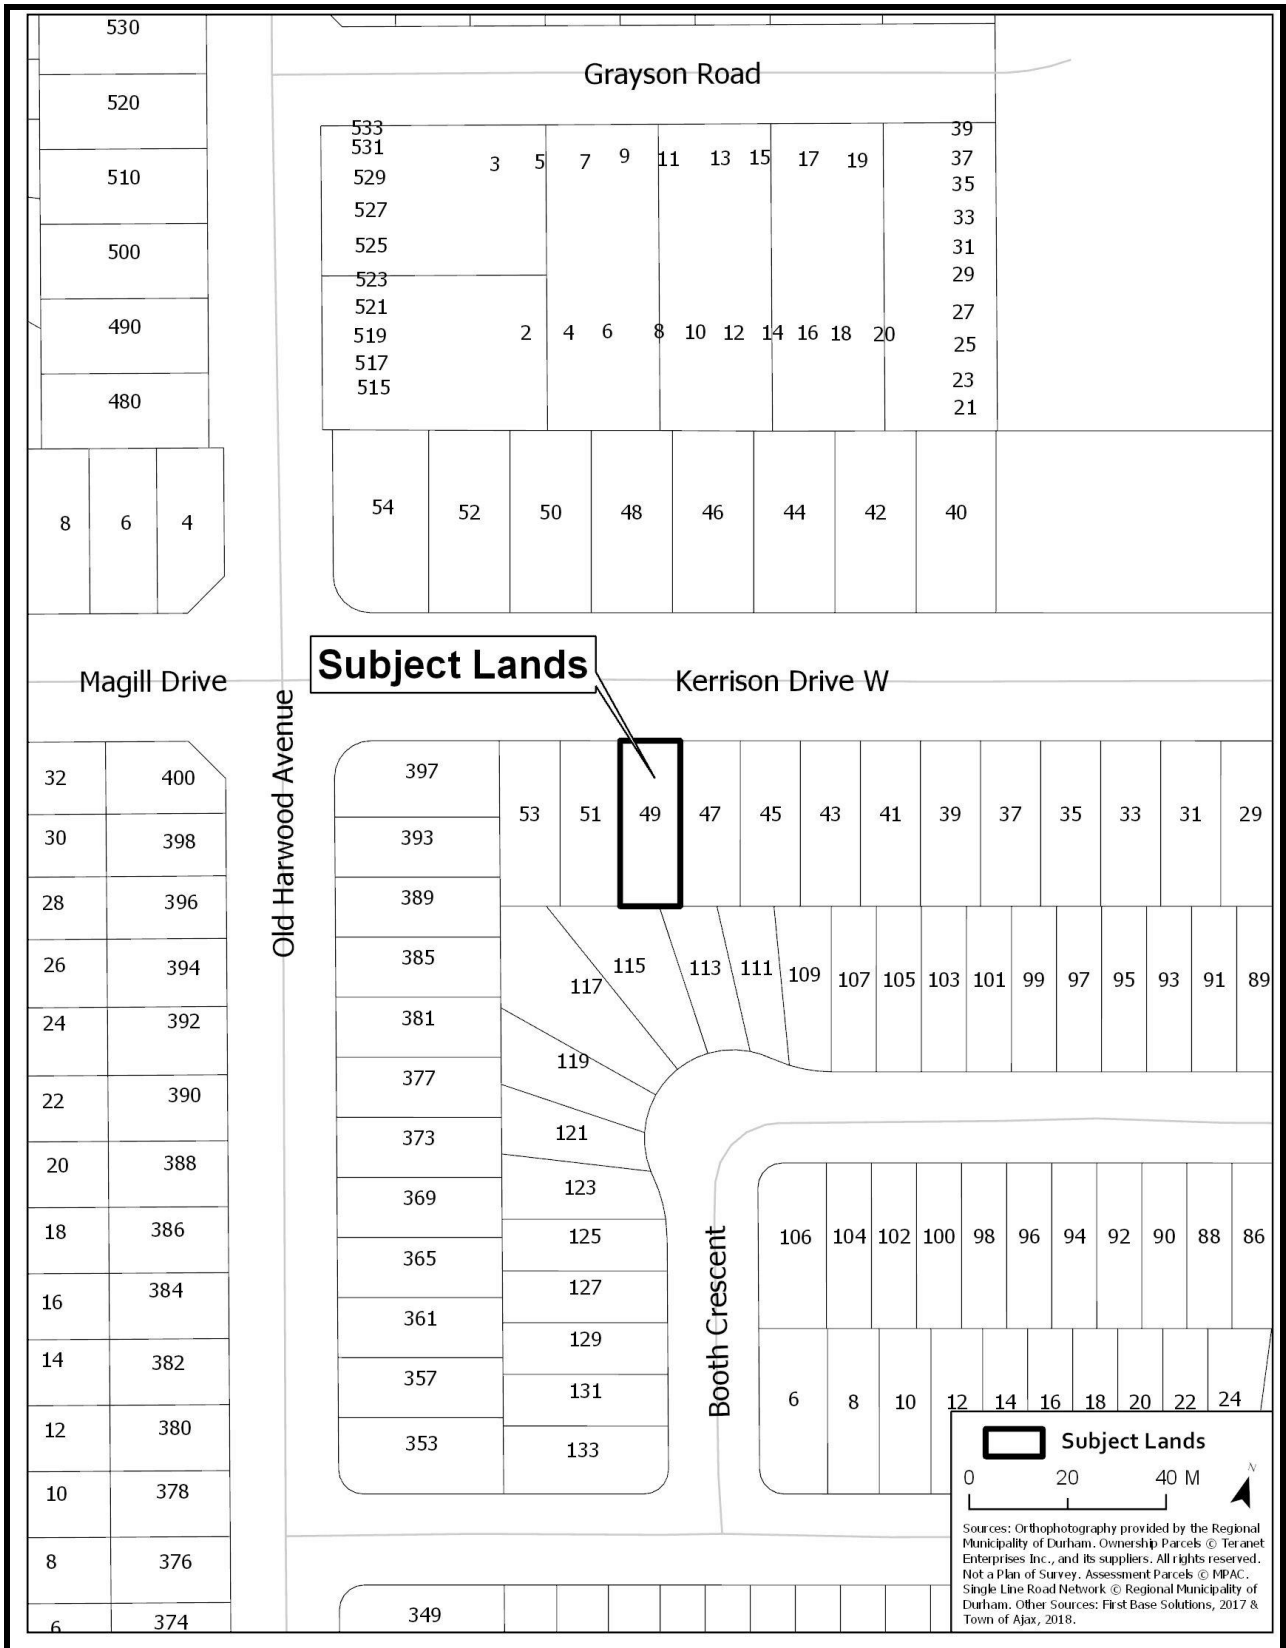 530
Grayson Road
520
510
500
490
480
533
531
529
527
525
523
521
519
517
515
3 5 7 9 11 13 15 17 19
2 4 6 8 10 12 14 16 18 20
39
37
35
33
31
29
27
25
23
21
8 6 4
54 52 50 48 46 44 42 40
Magill Drive
Subject Lands
Kerrison Drive W
Old Harwood Avenue
32 400
30 398
28 396
26 394
24 392
22 390
20 388
18 386
16 384
14 382
12 380
10 378
8 376
6 374
397
393
389
385
381
377
373
369
365
361
357
353
349
53 51 49 47 45 43 41 39 37 35 33 31 29
117 115 113 111 109 107 105 103 101 99 97 95 93 91 89
119
121
123
125
127
129
131
133
Booth Crescent
106 104 102 100 98 96 94 92 90 88 86
6 8 10 12 14 16 18 20 22 24
Subject Lands
0 20 40 M
N
Sources: Orthophotography provided by the Regional
Municipality of Durham. Ownership Parcels © Teranet
Enterprises Inc., and its suppliers. All rights reserved.
Not a Plan of Survey. Assessment Parcels © MPAC.
Single Line Road Network © Regional Municipality of
Durham. Other Sources: First Base Solutions, 2017 &
Town of Ajax, 2018.